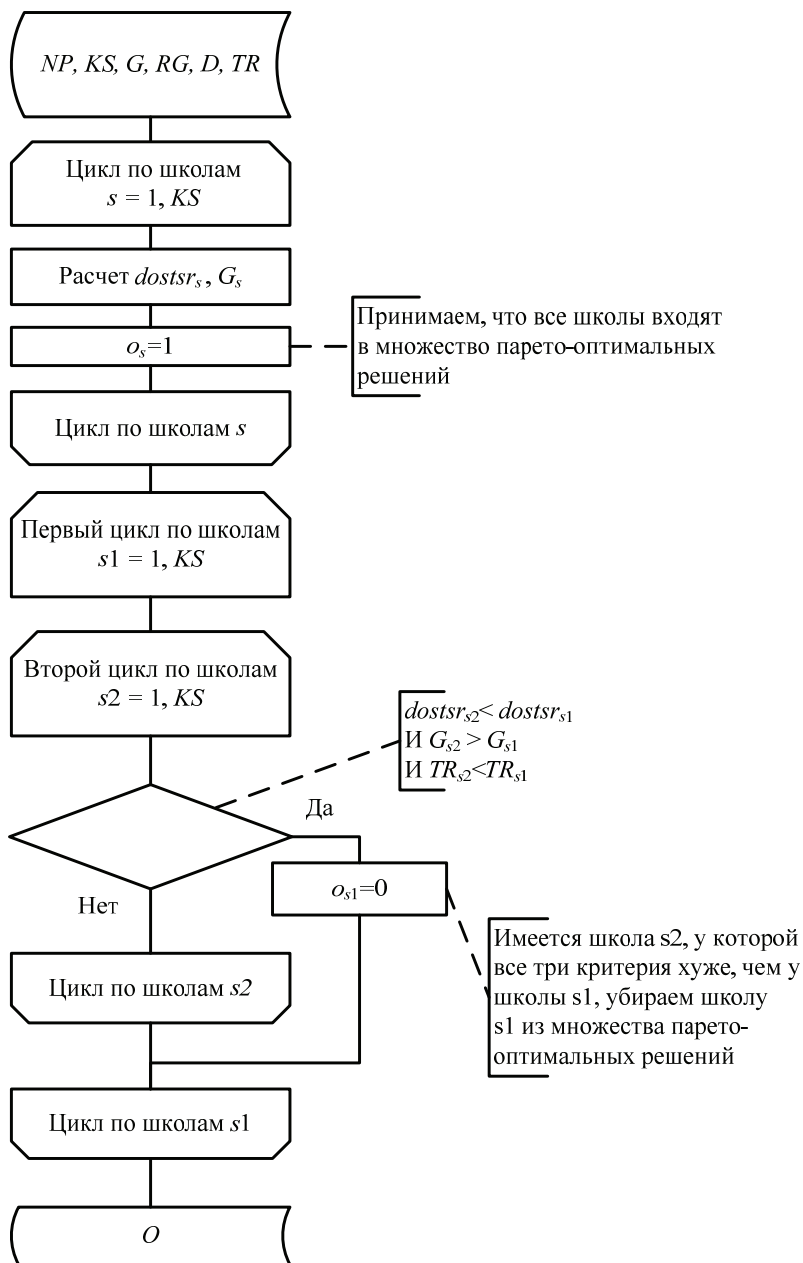 NP, KS, G, RG, D, TR
Цикл по школам
s = 1, KS
Расчет dostsrₛ, Gₛ
oₛ=1
Принимаем, что все школы входят
в множество парето-оптимальных
решений
Цикл по школам s
Первый цикл по школам
s1 = 1, KS
Второй цикл по школам
s2 = 1, KS
dostsrₛ₂< dostsrₛ₁
И Gₛ₂ > Gₛ₁
И TRₛ₂<TRₛ₁
Да
oₛ₁=0
Нет
Имеется школа s2, у которой
все три критерия хуже, чем у
школы s1, убираем школу
s1 из множества парето-
оптимальных решений
Цикл по школам s2
Цикл по школам s1
O